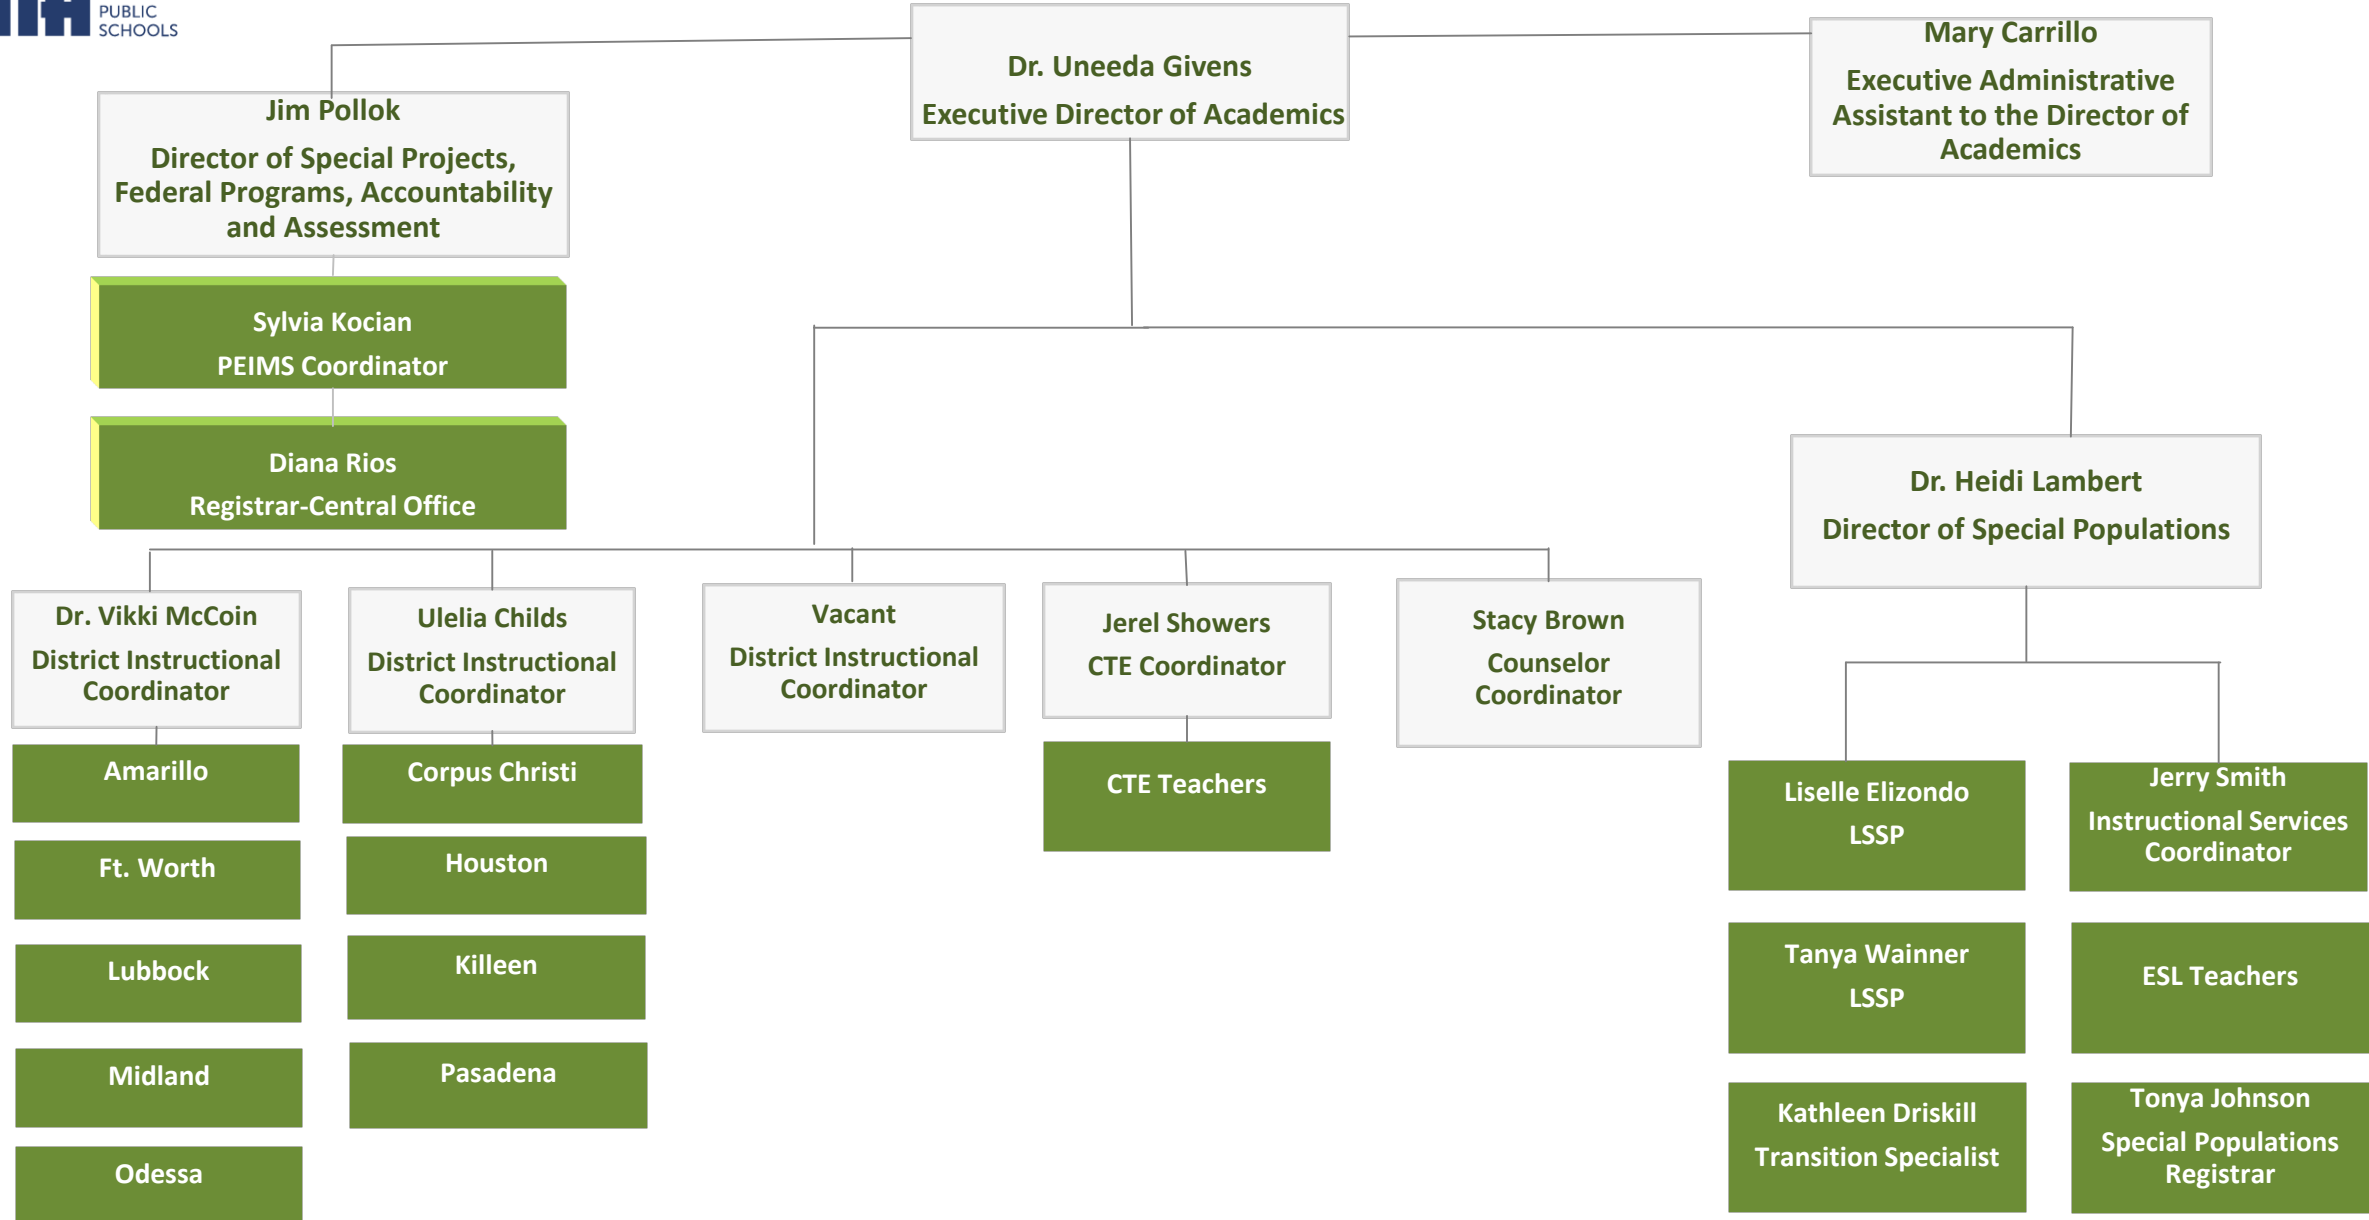 PUBLIC
SCHOOLS
Dr. Uneeda Givens
Executive Director of Academics
Mary Carrillo
Executive Administrative
Assistant to the Director of
Academics
Jim Pollok
Director of Special Projects,
Federal Programs, Accountability
and Assessment
Sylvia Kocian
PEIMS Coordinator
Diana Rios
Registrar-Central Office
Dr. Heidi Lambert
Director of Special Populations
Dr. Vikki McCoin
District Instructional
Coordinator
Amarillo
Ft. Worth
Lubbock
Midland
Odessa
Ulelia Childs
District Instructional
Coordinator
Corpus Christi
Houston
Killeen
Pasadena
Vacant
District Instructional
Coordinator
Jerel Showers
CTE Coordinator
CTE Teachers
Stacy Brown
Counselor
Coordinator
Liselle Elizondo
LSSP
Tanya Wainner
LSSP
Kathleen Driskill
Transition Specialist
Jerry Smith
Instructional Services
Coordinator
ESL Teachers
Tonya Johnson
Special Populations
Registrar